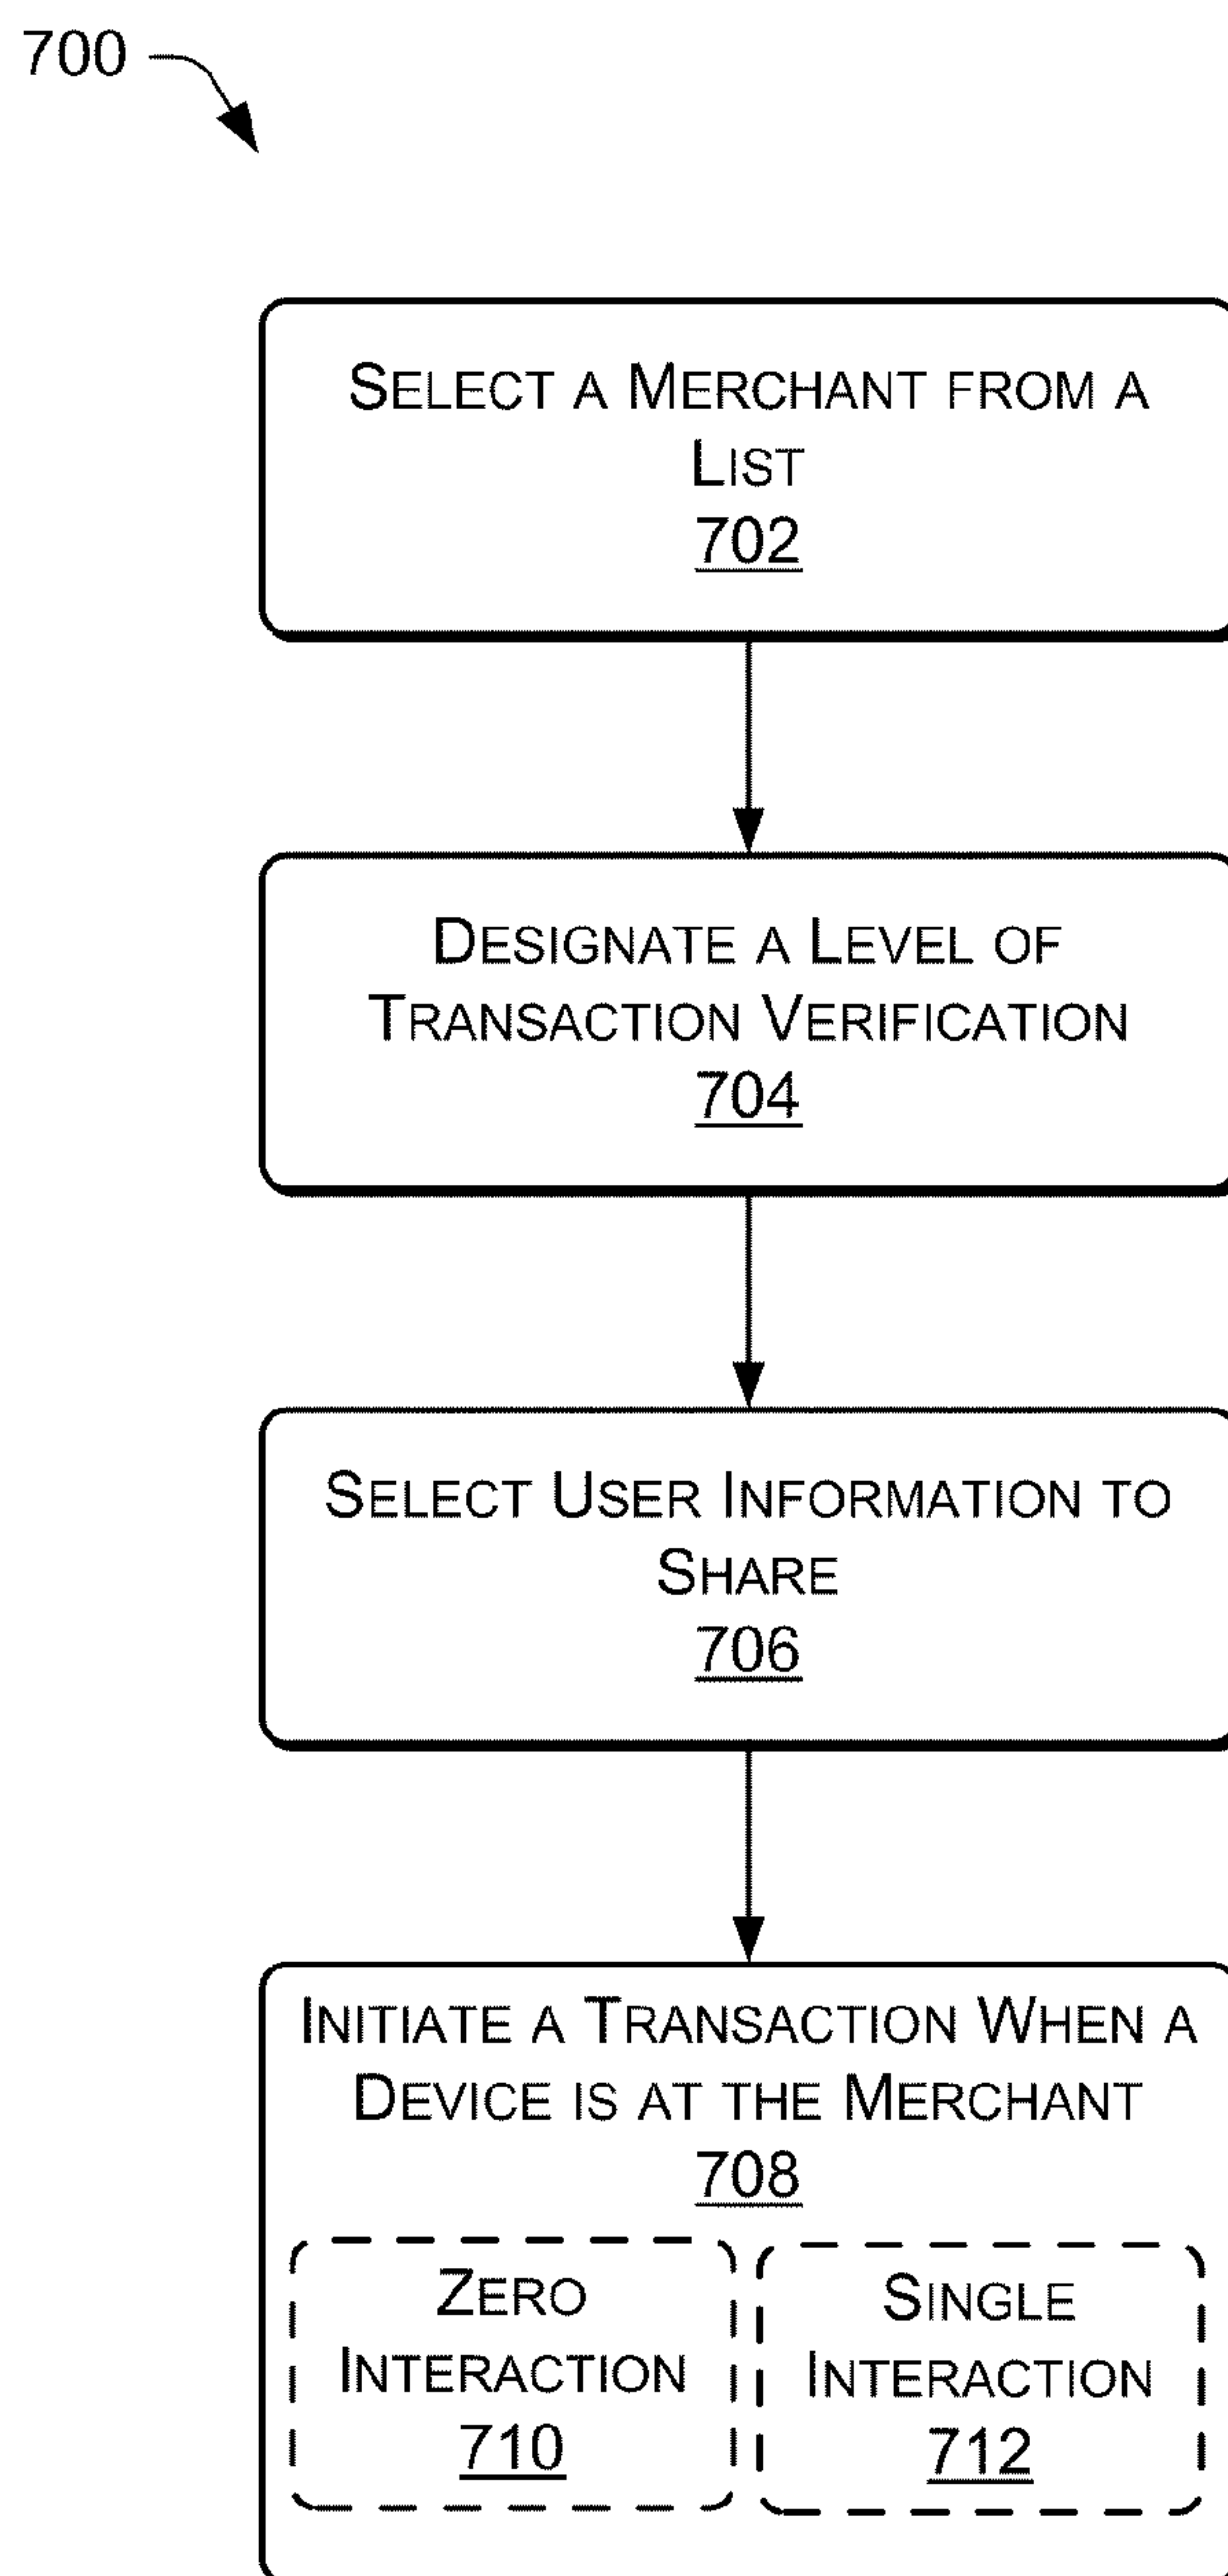 700
SELECT A MERCHANT FROM A
LIST
702
DESIGNATE A LEVEL OF
TRANSACTION VERIFICATION
704
SELECT USER INFORMATION TO
SHARE
706
INITIATE A TRANSACTION WHEN A
DEVICE IS AT THE MERCHANT
708
ZERO
INTERACTION
710
SINGLE
INTERACTION
712